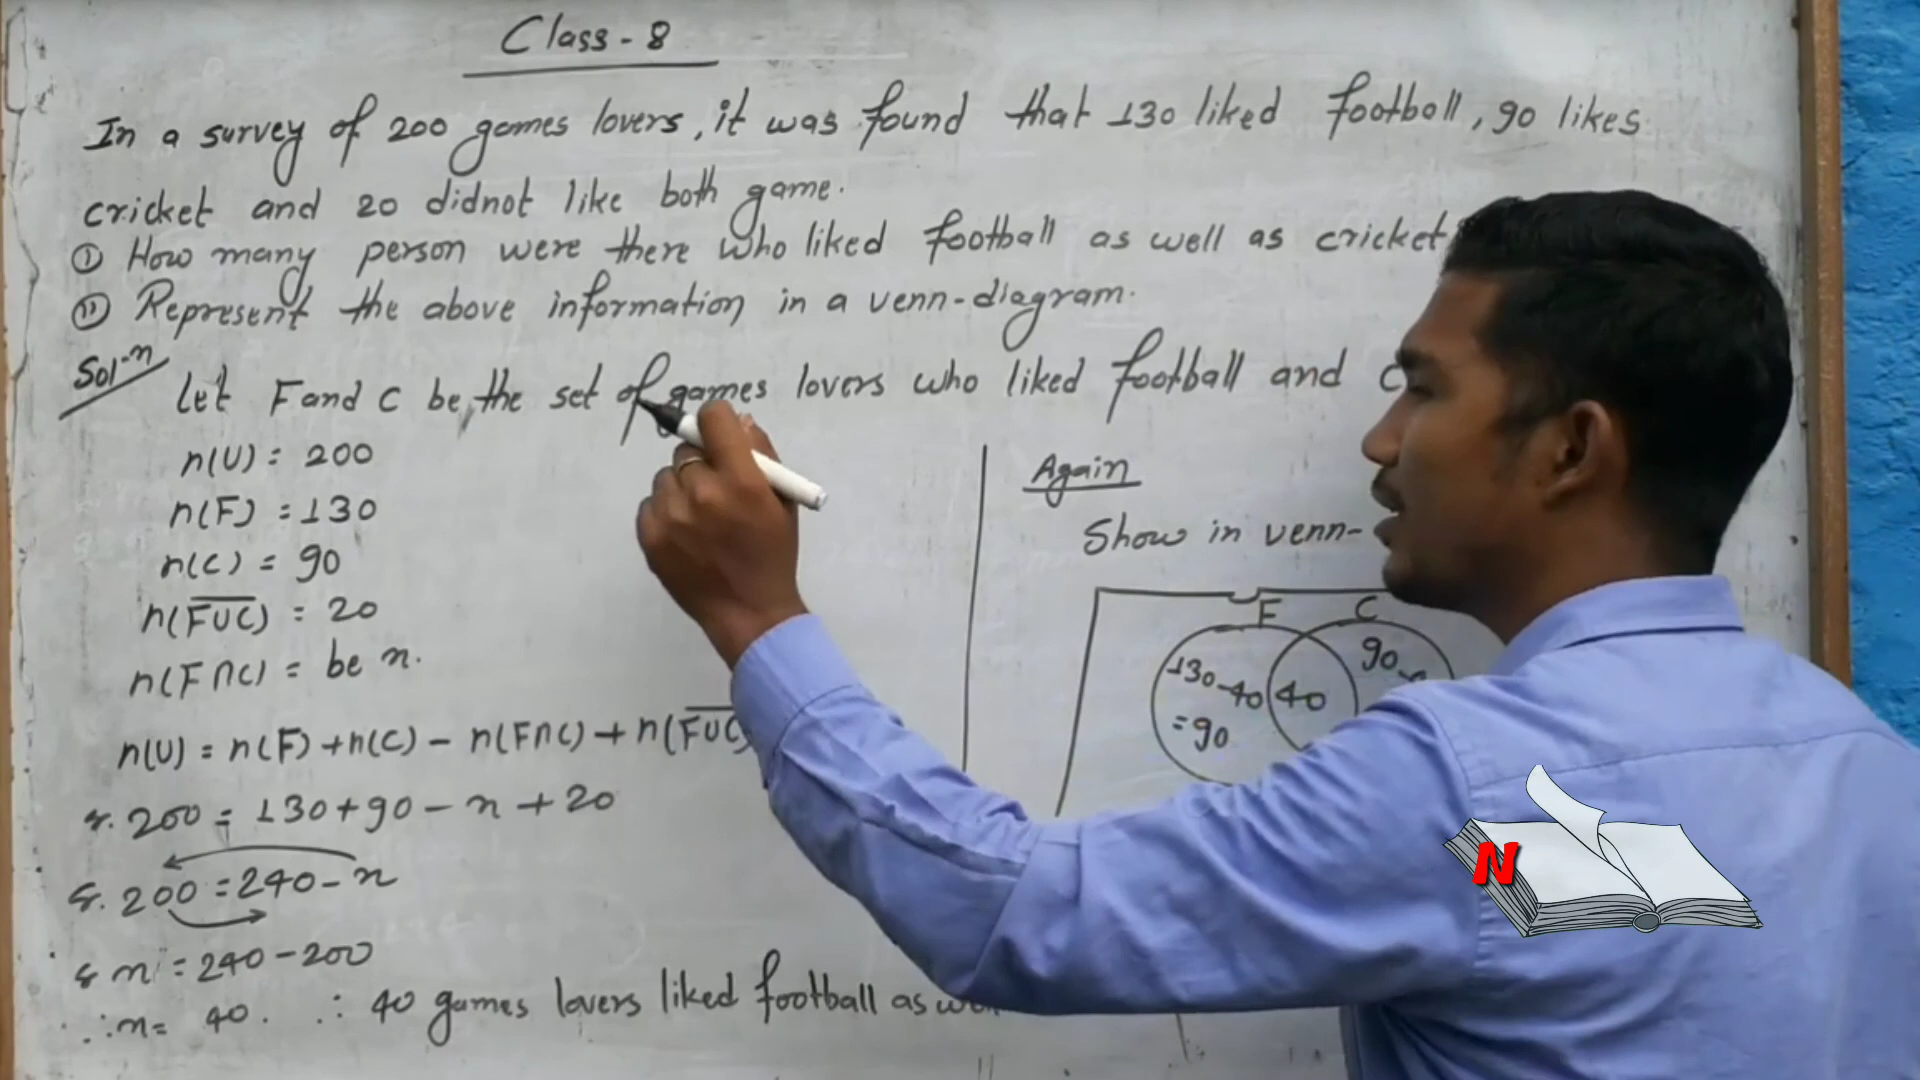 Class - 8
In a survey of 200 games lovers, it was found that 130 liked football, 90 likes
cricket and 20 didnot like both game.
(i) How many person were there who liked football as well as cricket
(ii) Represent the above information in a venn-diagram.
Sol-n
Let F and C be the set of games lovers who liked football and C
n(U) = 200
n(F) = 130
n(C) = 90
n(\overline{F∪C}) = 20
n(F∩C) = be x.
n(U) = n(F) + n(C) - n(F∩C) + n(\overline{F∪C})
or. 200 = 130 + 90 - x + 20
or. 200 = 240 - x
or x = 240 - 200
∴ x = 40. ∴ 40 games lovers liked football as
Again
Show in venn-
F C
130-40 40 90
= 90
N